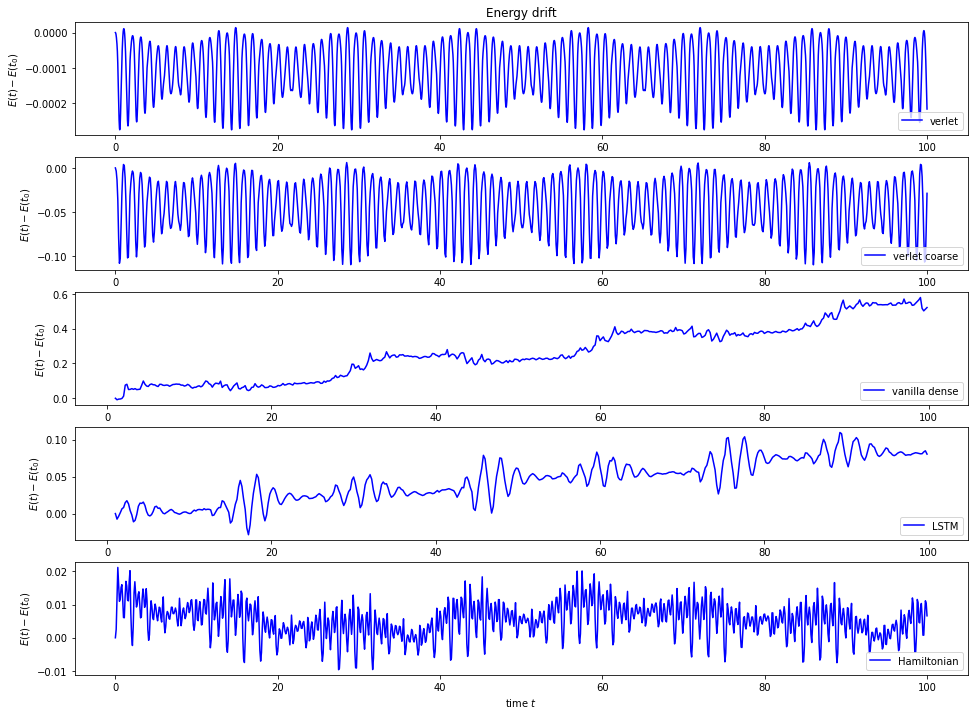 Energy drift
E(t) − E(t₀)
0.0000
−0.0001
−0.0002
verlet
0 20 40 60 80 100
E(t) − E(t₀)
0.00
−0.05
−0.10
verlet coarse
0 20 40 60 80 100
E(t) − E(t₀)
0.6
0.4
0.2
0.0
vanilla dense
0 20 40 60 80 100
E(t) − E(t₀)
0.10
0.05
0.00
LSTM
0 20 40 60 80 100
E(t) − E(t₀)
0.02
0.01
0.00
−0.01
Hamiltonian
0 20 40 60 80 100
time t